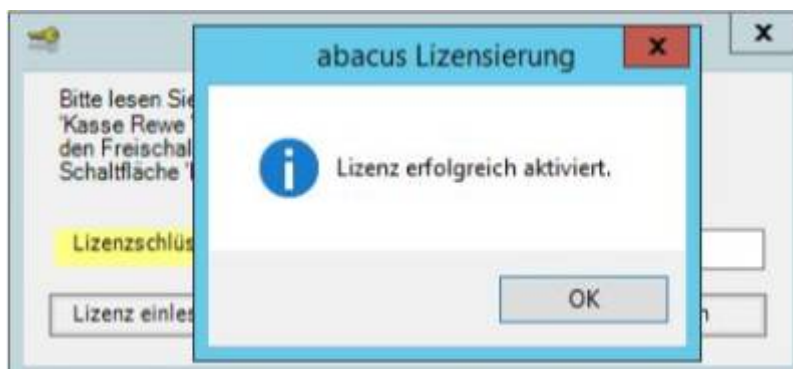 abacus Lizensierung
x
x
Bitte lesen Sie
'Kasse Rewe
den Freischal
Schaltfläche
Lizenz erfolgreich aktiviert.
Lizenzschlüs
OK
Lizenz einles
n